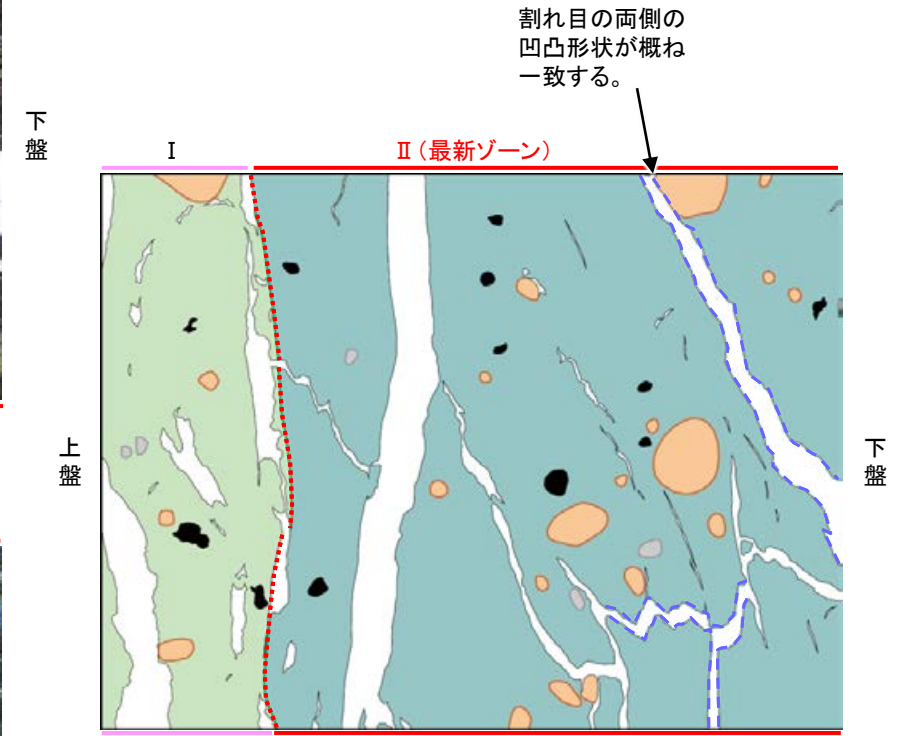 割れ目の両側の
凹凸形状が概ね
一致する。
下
盤
Ⅰ
Ⅱ（最新ゾーン）
上
盤
下
盤